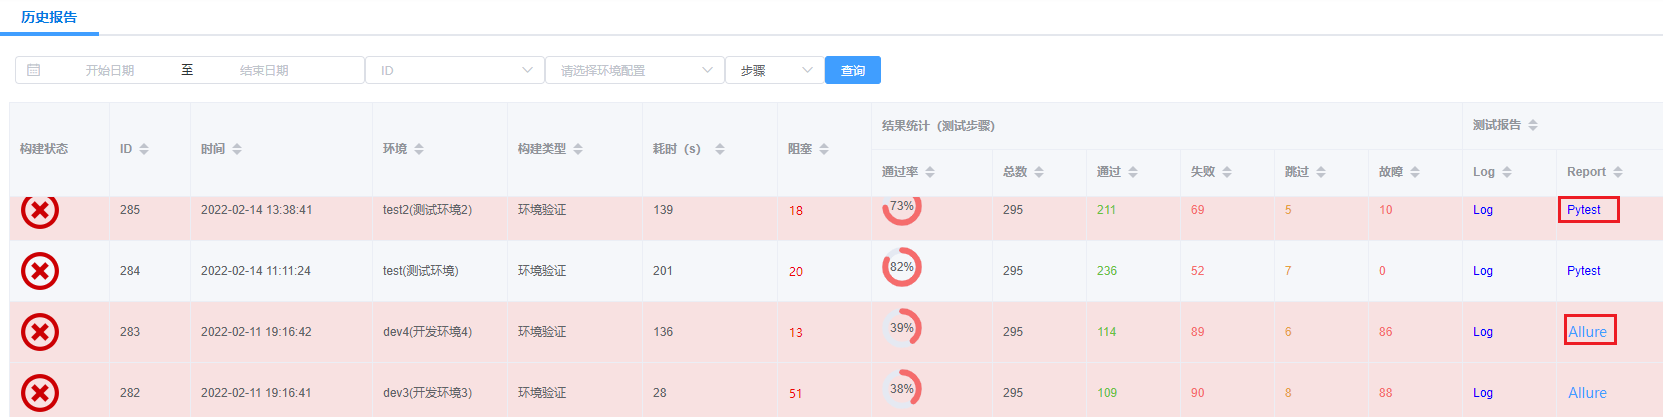 历史报告
开始日期 至 结束日期 ID 请选择环境配置 步骤 查询
构建状态 ID 时间 环境 构建类型 耗时（s） 阻塞 结果统计（测试步骤） 测试报告
通过率 总数 通过 失败 跳过 故障 Log Report
285 2022-02-14 13:38:41 test2(测试环境2) 环境验证 139 18 73% 295 211 69 5 10 Log Pytest
284 2022-02-14 11:11:24 test(测试环境) 环境验证 201 20 82% 295 236 52 7 0 Log Pytest
283 2022-02-11 19:16:42 dev4(开发环境4) 环境验证 136 13 39% 295 114 89 6 86 Log Allure
282 2022-02-11 19:16:41 dev3(开发环境3) 环境验证 28 51 38% 295 109 90 8 88 Log Allure